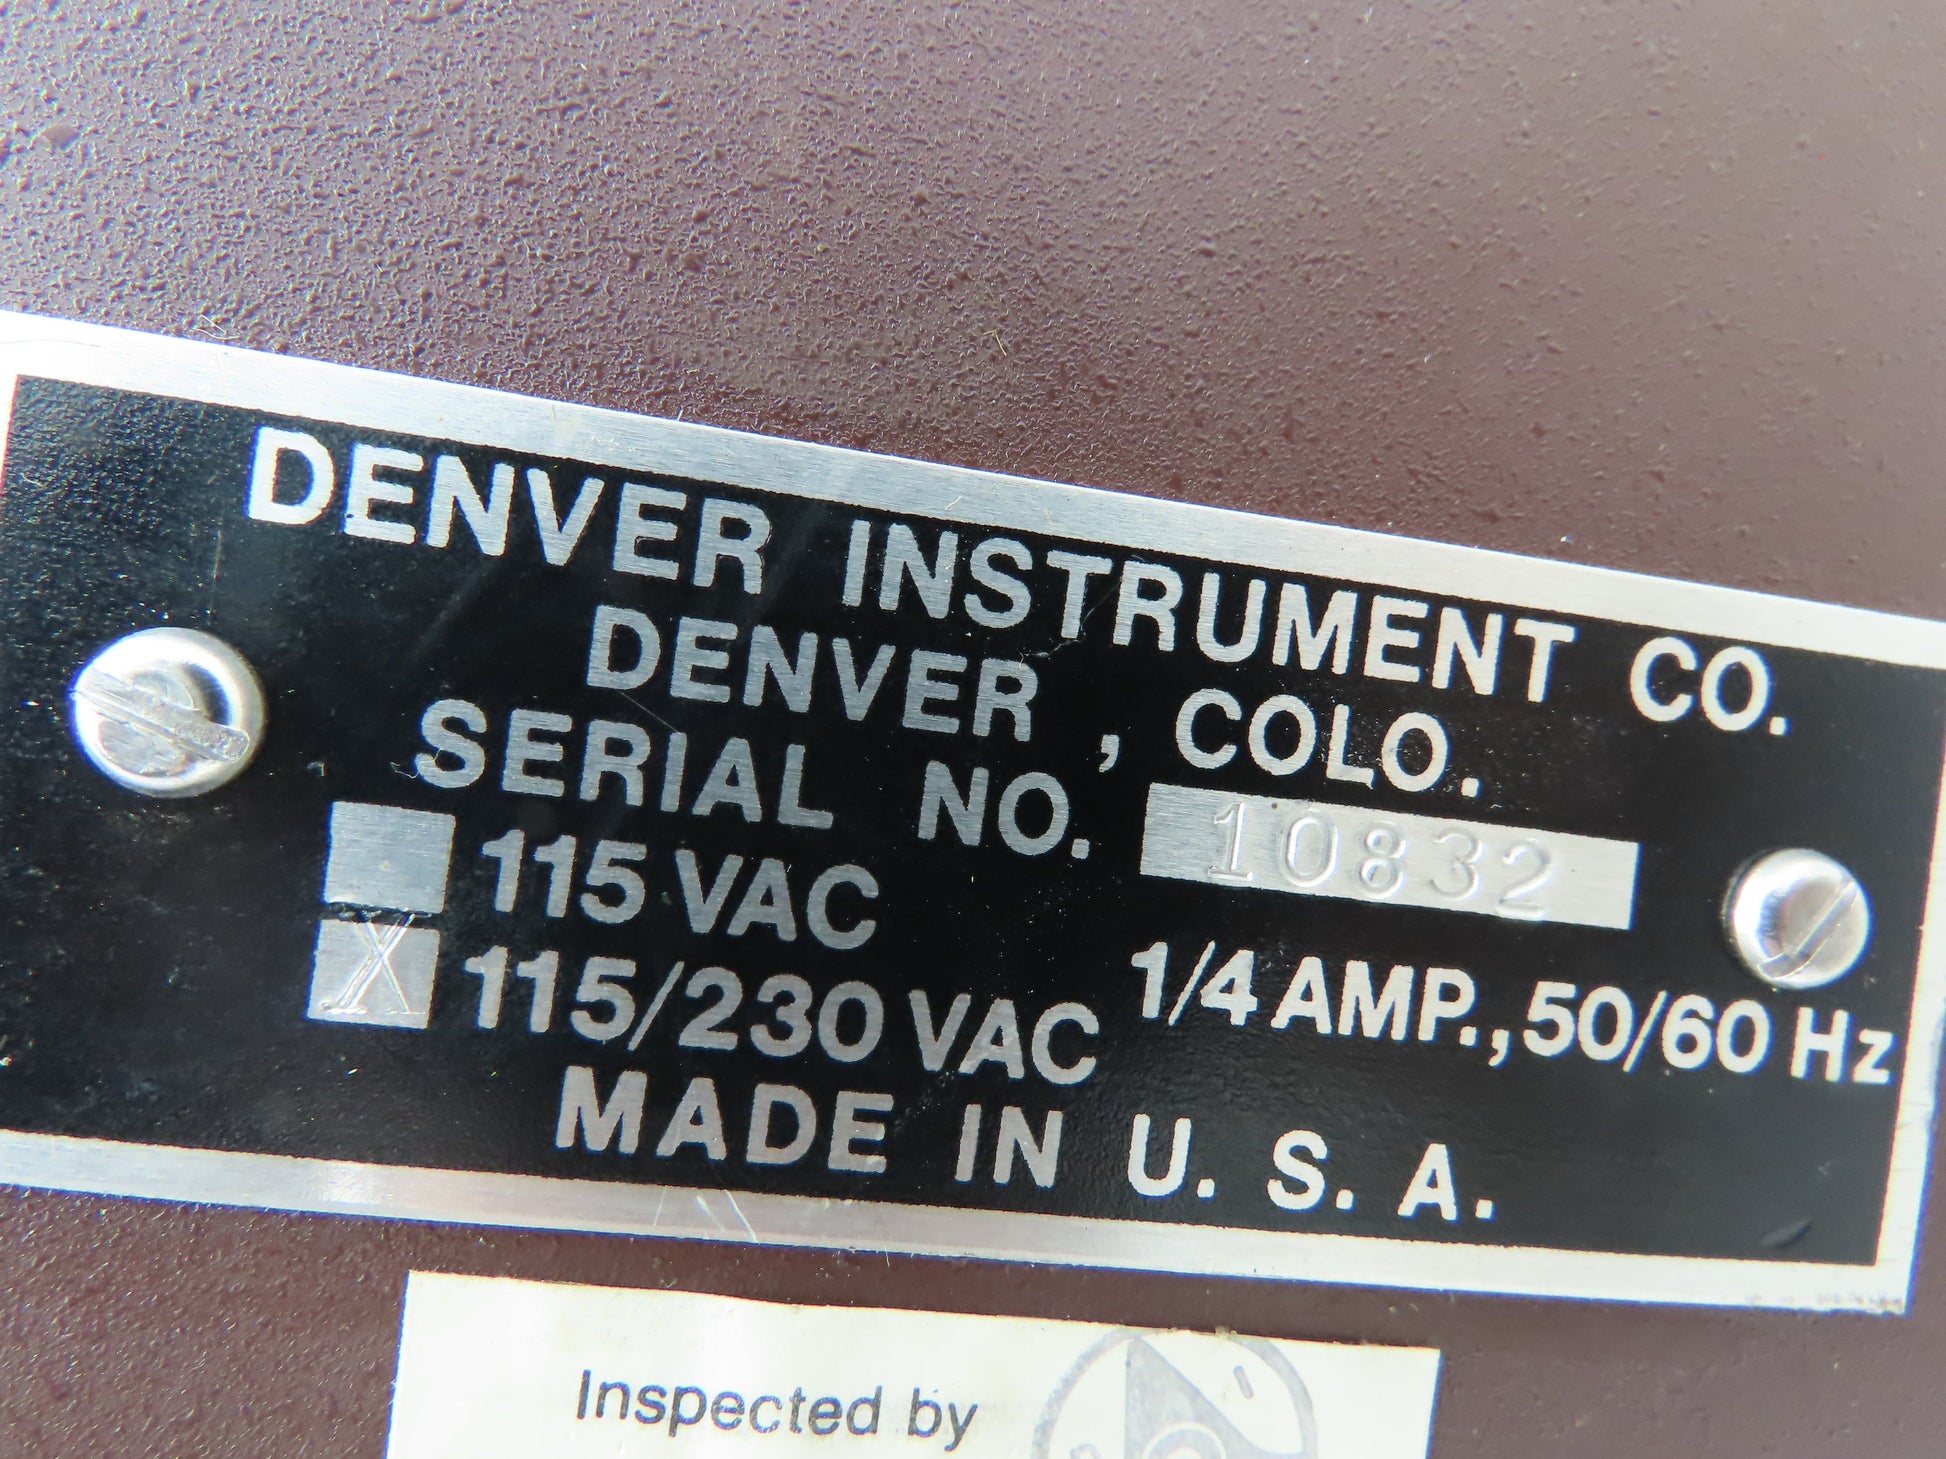 DENVER INSTRUMENT CO.
DENVER, COLO.
SERIAL NO. 10832
115 VAC
X 115/230 VAC 1/4 AMP., 50/60 Hz
MADE IN U. S. A.
Inspected by